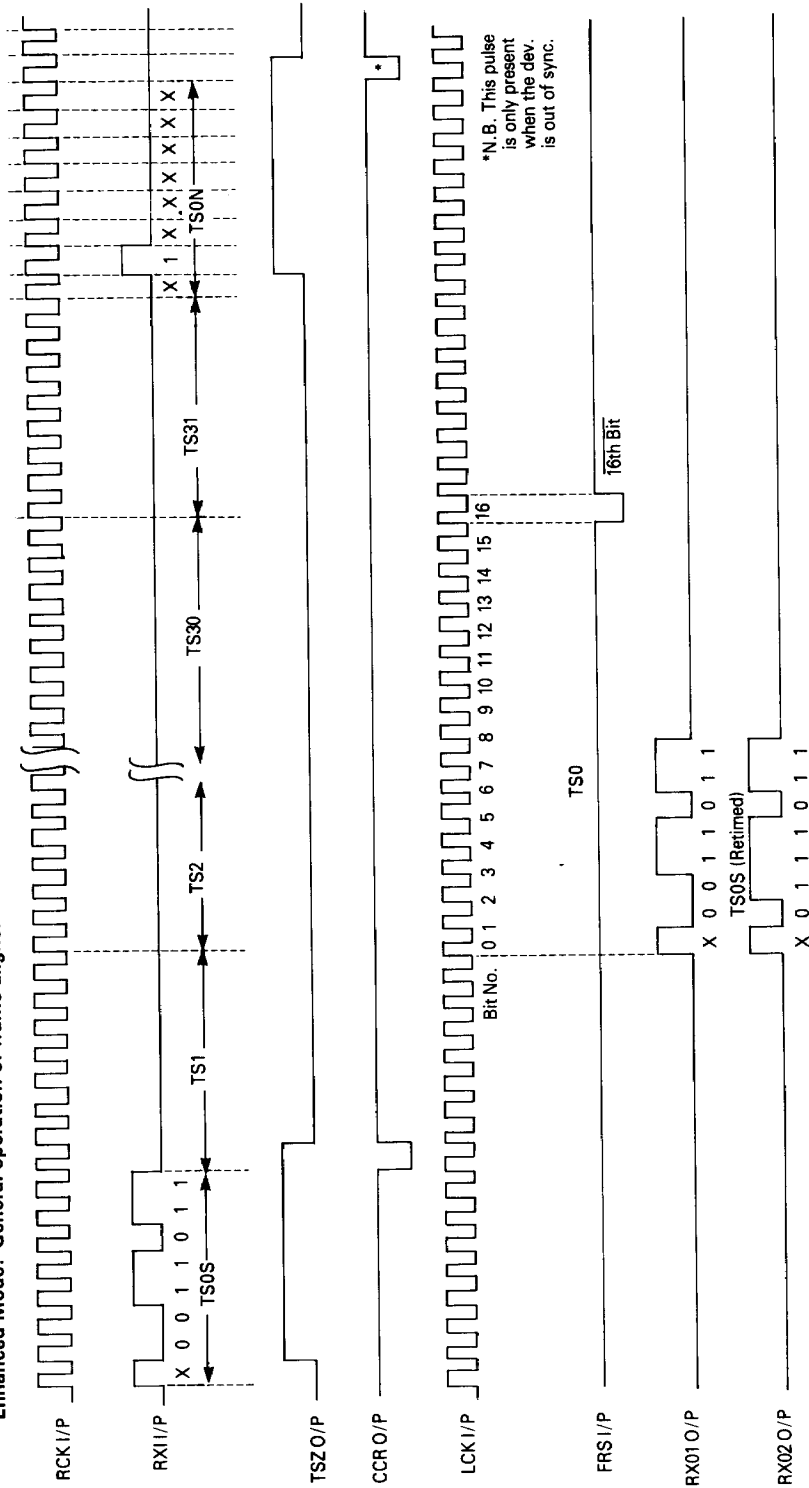 Enhanced Mode: General operation of frame aligner
RCK I/P
RXI I/P
X 0 0 1 1 0 1 1
X 1 X X X X X X
TS0S
TS1
TS2
TS30
TS31
TS0N
TSZ O/P
CCR O/P
*
LCK I/P
Bit No.
0 1 2 3 4 5 6 7 8 9 10 11 12 13 14 15 16
*N.B. This pulse
is only present
when the dev.
is out of sync.
TS0
FRS I/P
16th Bit
RX01 O/P
X 0 0 1 1 0 1 1
TS0S (Retimed)
RX02 O/P
X 0 1 1 1 0 1 1